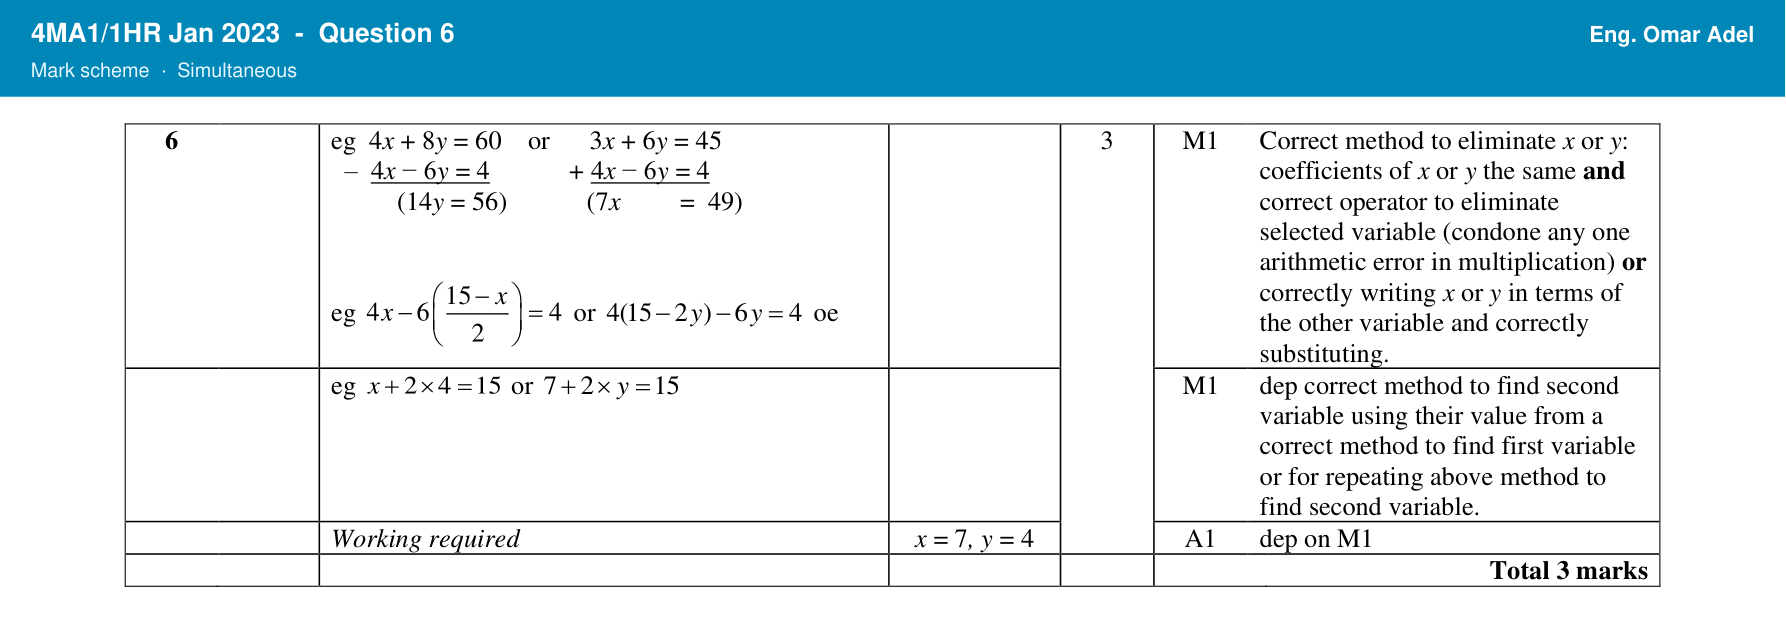 4MA1/1HR Jan 2023 - Question 6
Eng. Omar Adel
Mark scheme · Simultaneous
6
eg 4x + 8y = 60 or 3x + 6y = 45
− 4x − 6y = 4 + 4x − 6y = 4
(14y = 56) (7x = 49)
eg 4x − 6((15 − x)/2) = 4 or 4(15 − 2y) − 6y = 4 oe
3
M1
Correct method to eliminate x or y:
coefficients of x or y the same and
correct operator to eliminate
selected variable (condone any one
arithmetic error in multiplication) or
correctly writing x or y in terms of
the other variable and correctly
substituting.
eg x + 2 × 4 = 15 or 7 + 2 × y = 15
M1
dep correct method to find second
variable using their value from a
correct method to find first variable
or for repeating above method to
find second variable.
Working required
x = 7, y = 4
A1
dep on M1
Total 3 marks